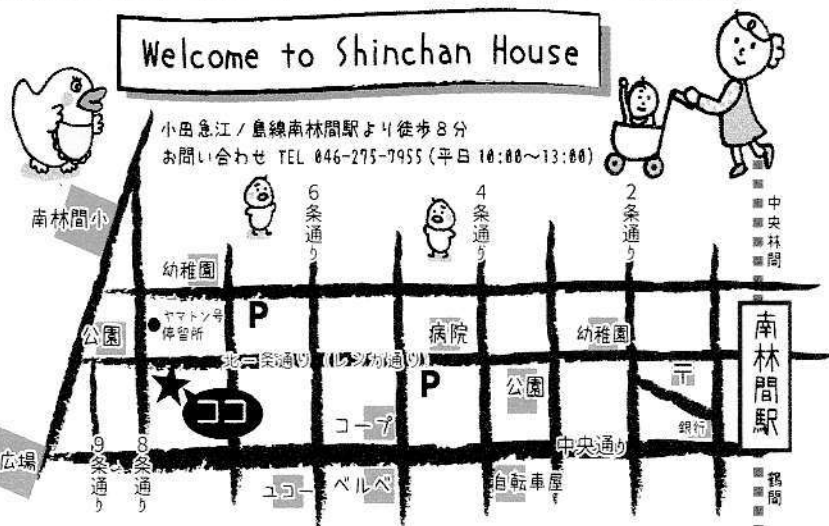 Welcome to Shinchan House
小田急江ノ島線南林間駅より徒歩8分
お問い合わせ TEL 046-275-7955(平日10:00～13:00)
6条通り
4条通り
2条通り
中央林間
南林間小
幼稚園
ヤマトン号
停留所
P
公園
病院
幼稚園
南林間駅
北一条通り(レンガ通り)
〒
P
公園
ココ
コープ
銀行
広場
中央通り
9条通り
8条通り
ユコー
ベルベ
自転車屋
鶴間